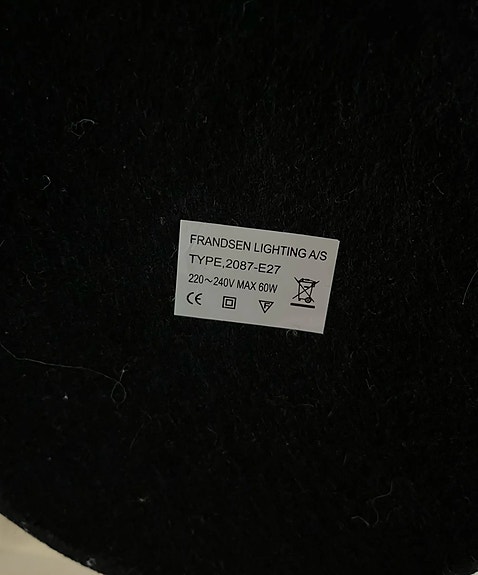 FRANDSEN LIGHTING A/S
TYPE,2087-E27
220~240V MAX 60W
CE F